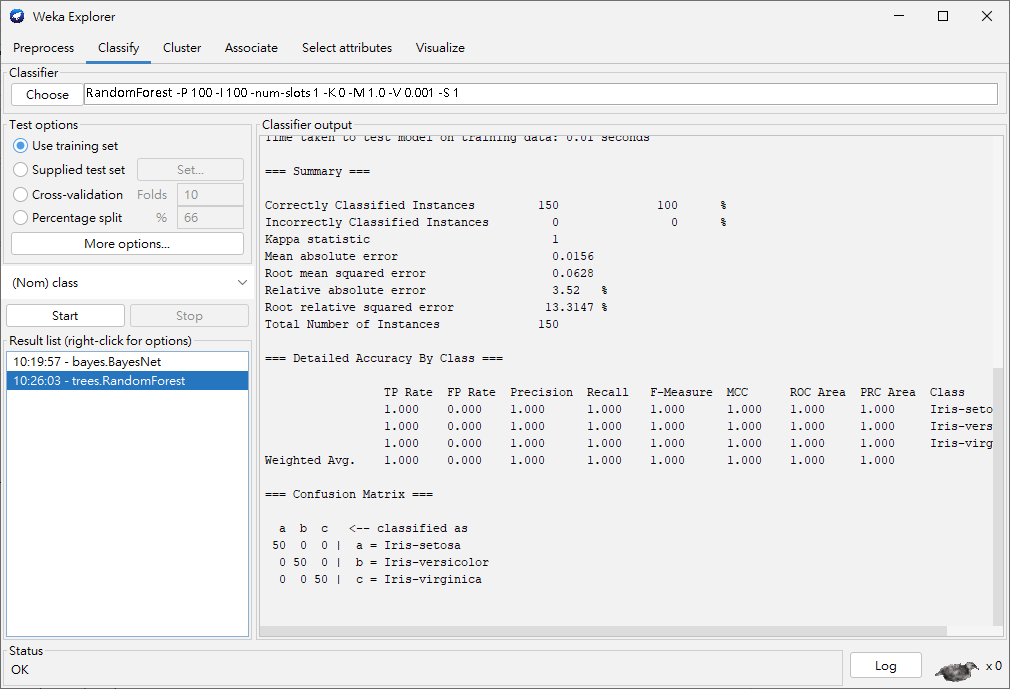 Weka Explorer
Preprocess Classify Cluster Associate Select attributes Visualize
Classifier
Choose RandomForest -P 100 -I 100 -num-slots 1 -K 0 -M 1.0 -V 0.001 -S 1
Test options
Use training set
Supplied test set Set...
Cross-validation Folds 10
Percentage split % 66
More options...
(Nom) class
Start Stop
Result list (right-click for options)
10:19:57 - bayes.BayesNet
10:26:03 - trees.RandomForest
Classifier output
Time taken to test model on training data: 0.01 seconds
=== Summary ===
Correctly Classified Instances 150 100 %
Incorrectly Classified Instances 0 0 %
Kappa statistic 1
Mean absolute error 0.0156
Root mean squared error 0.0628
Relative absolute error 3.52 %
Root relative squared error 13.3147 %
Total Number of Instances 150
=== Detailed Accuracy By Class ===
TP Rate FP Rate Precision Recall F-Measure MCC ROC Area PRC Area Class
1.000 0.000 1.000 1.000 1.000 1.000 1.000 1.000 Iris-seto
1.000 0.000 1.000 1.000 1.000 1.000 1.000 1.000 Iris-vers
1.000 0.000 1.000 1.000 1.000 1.000 1.000 1.000 Iris-virg
Weighted Avg. 1.000 0.000 1.000 1.000 1.000 1.000 1.000 1.000
=== Confusion Matrix ===
a b c <-- classified as
50 0 0 | a = Iris-setosa
0 50 0 | b = Iris-versicolor
0 0 50 | c = Iris-virginica
Status
OK
Log x 0